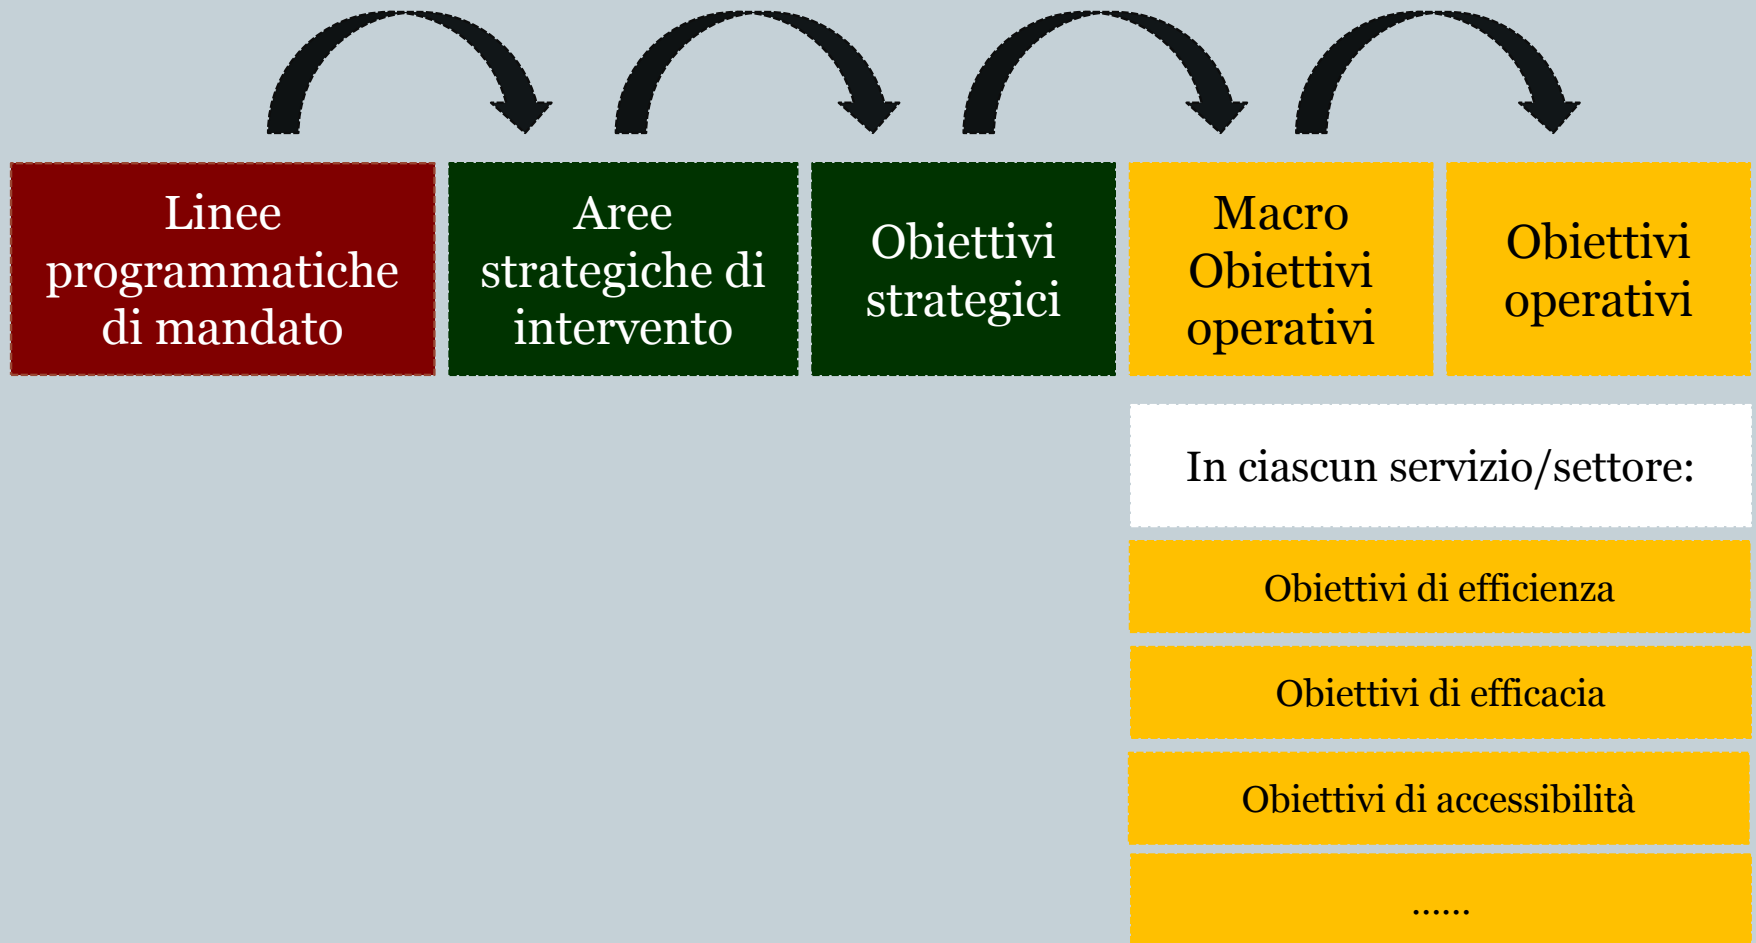 Linee
programmatiche
di mandato
Aree
strategiche di
intervento
Obiettivi
strategici
Macro
Obiettivi
operativi
Obiettivi
operativi
In ciascun servizio/settore:
Obiettivi di efficienza
Obiettivi di efficacia
Obiettivi di accessibilità
......